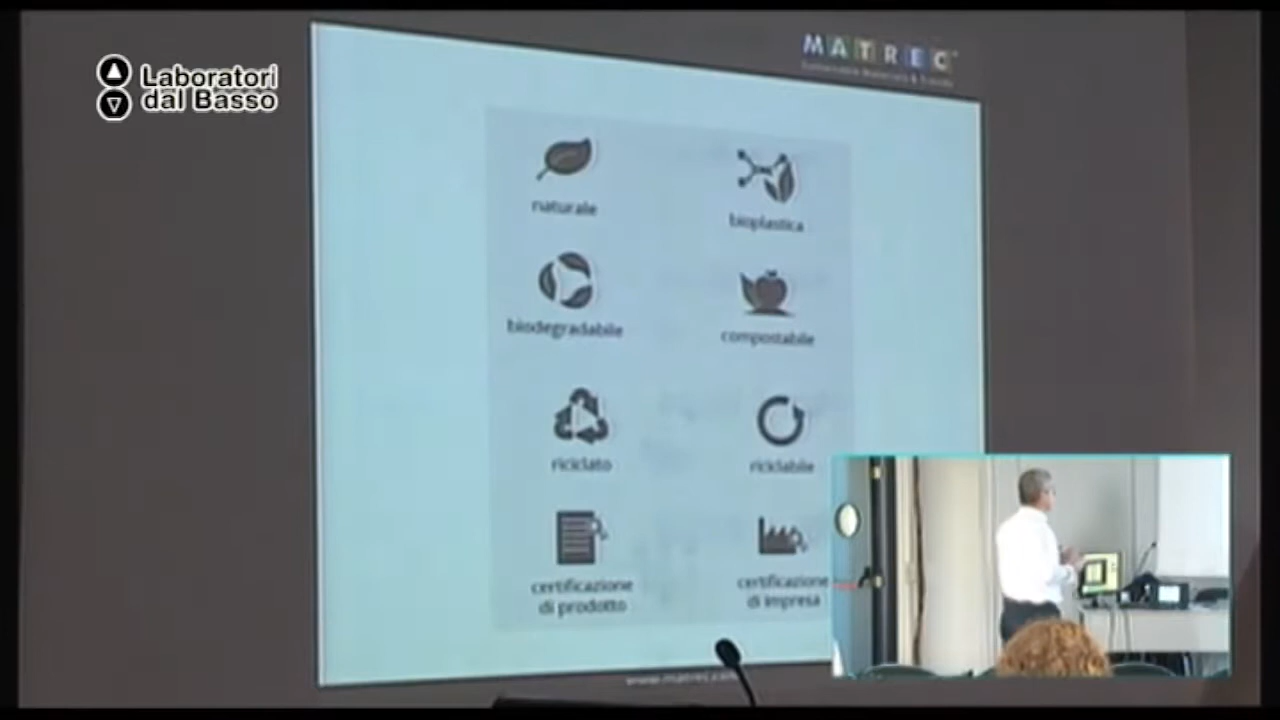 Laboratori
dal Basso
MATREC
naturale
bioplastica
biodegradabile
compostabile
riciclato
riciclabile
certificazione
di prodotto
certificazione
di impresa